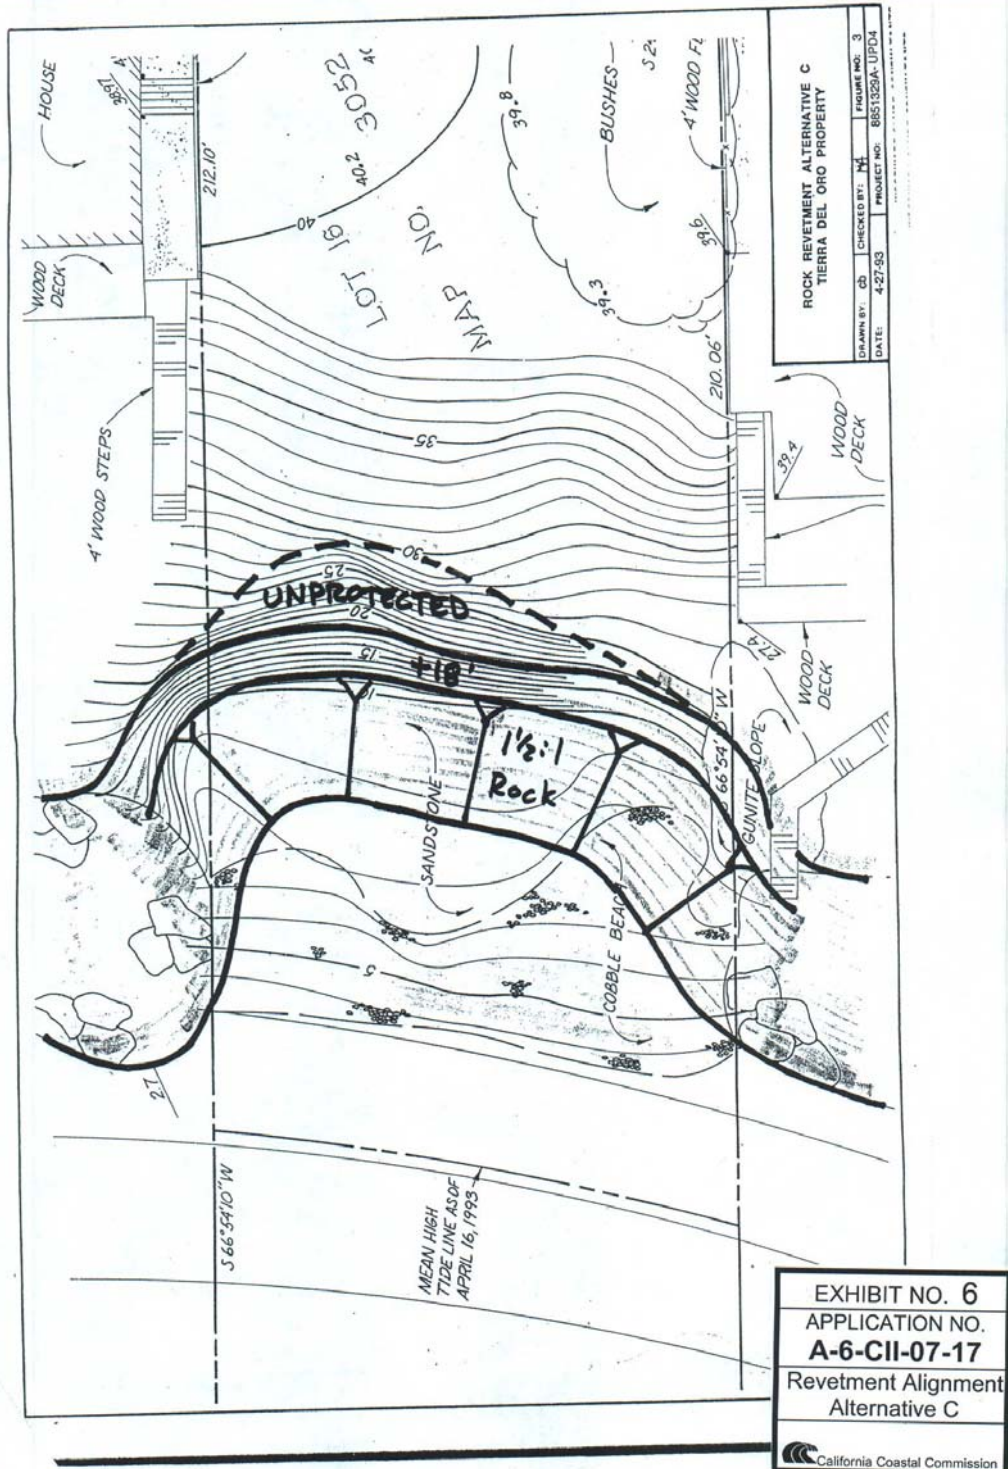 HOUSE
38.97
WOOD
DECK
212.10'
40
40.2
LOT 16
MAP NO. 3052
39.8
BUSHES
4' WOOD
39.6
39.3
210.06'
4' WOOD STEPS
35
30
25
UNPROTECTED
20
15
+18'
10
39.4
WOOD
DECK
27.4
WOOD
DECK
1½:1
Rock
SANDSTONE
GUNITE SLOPE
COBBLE BEACH
5
2.7
S 66°54'10" W
MEAN HIGH
TIDE LINE AS OF
APRIL 16, 1993
ROCK REVETMENT ALTERNATIVE C
TIERRA DEL ORO PROPERTY
DRAWN BY: cb CHECKED BY: FIGURE NO: 3
DATE: 4-27-93 PROJECT NO: 8851329A-UPD4
EXHIBIT NO. 6
APPLICATION NO.
A-6-CII-07-17
Revetment Alignment
Alternative C
California Coastal Commission